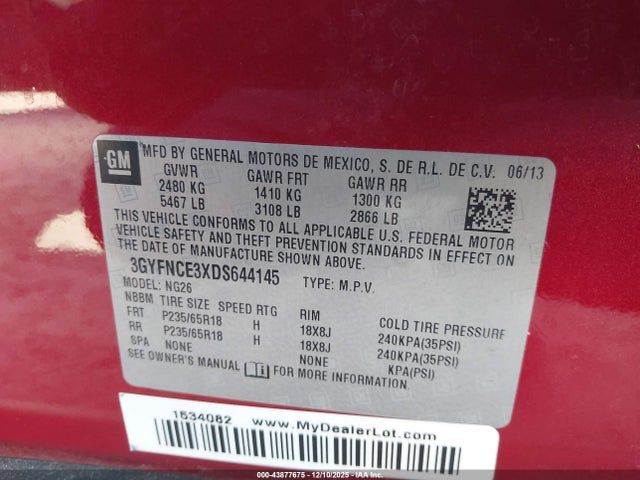 GM
MFD BY GENERAL MOTORS DE MEXICO, S. DE R.L. DE C.V. 06/13
GVWR GAWR FRT GAWR RR
2480 KG 1410 KG 1300 KG
5467 LB 3108 LB 2866 LB
THIS VEHICLE CONFORMS TO ALL APPLICABLE U.S. FEDERAL MOTOR
VEHICLE SAFETY AND THEFT PREVENTION STANDARDS IN EFFECT ON
THE DATE OF MANUFACTURE SHOWN ABOVE.
3GYFNCE3XDS644145 TYPE: M.P.V.
MODEL: NG26
NBBM TIRE SIZE SPEED RTG RIM COLD TIRE PRESSURE
FRT P235/65R18 H 18X8J 240KPA(35PSI)
RR P235/65R18 H 18X8J 240KPA(35PSI)
SPA NONE NONE KPA(PSI)
SEE OWNER'S MANUAL FOR MORE INFORMATION.
1534082 www.MyDealerLot.com
MyDealerLot.com
000-43877675 - 12/10/2025 - IAAI.COM